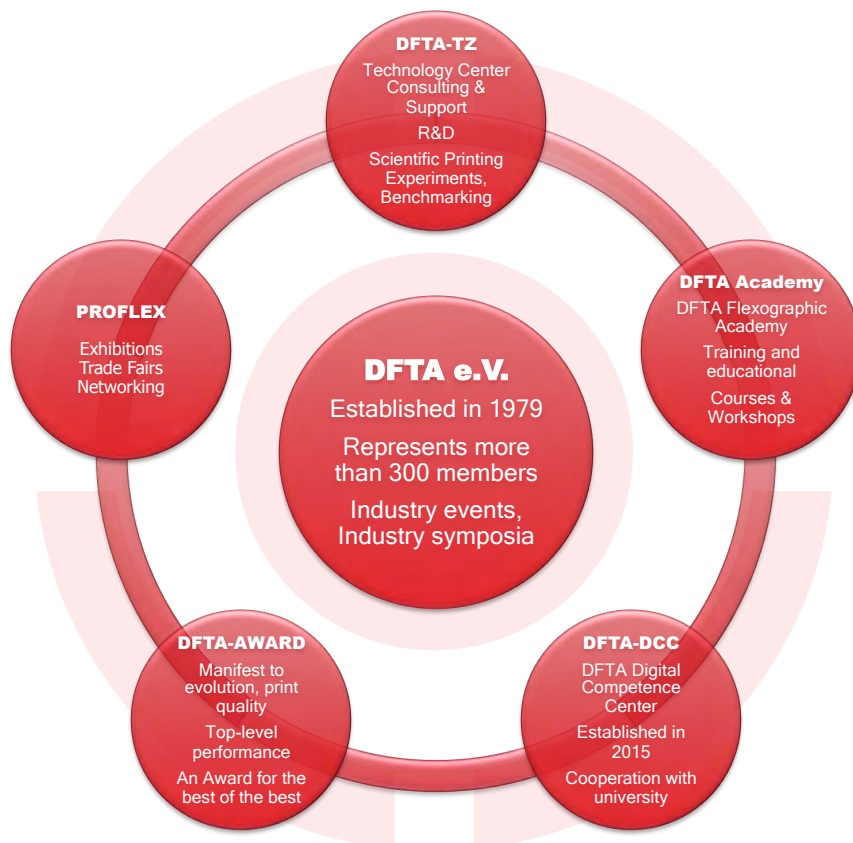 DFTA-TZ
Technology Center
Consulting &
Support
R&D
Scientific Printing
Experiments,
Benchmarking
DFTA Academy
DFTA Flexographic
Academy
Training and
educational
Courses &
Workshops
PROFLEX
Exhibitions
Trade Fairs
Networking
DFTA e.V.
Established in 1979
Represents more
than 300 members
Industry events,
Industry symposia
DFTA-AWARD
Manifest to
evolution, print
quality
Top-level
performance
An Award for the
best of the best
DFTA-DCC
DFTA Digital
Competence
Center
Established in
2015
Cooperation with
university